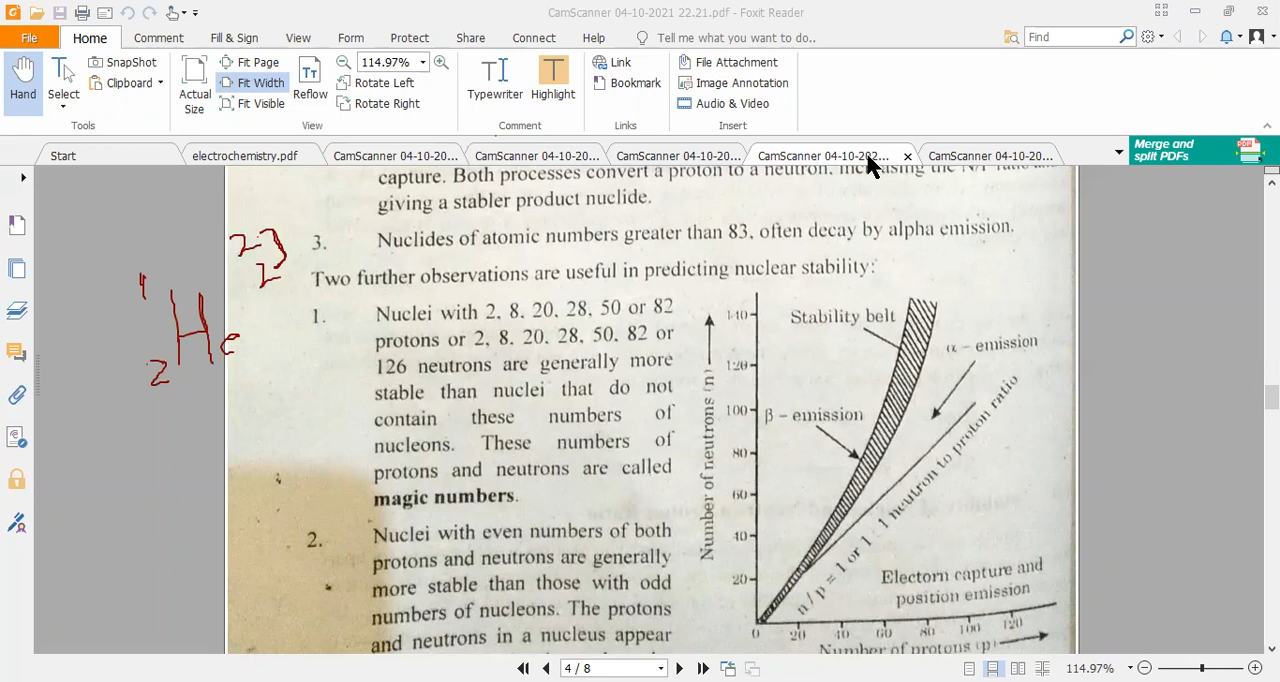 CamScanner 04-10-2021 22.21.pdf - Foxit Reader
File Home Comment Fill & Sign View Form Protect Share Connect Help Tell me what you want to do.. Find
Hand
Select
SnapShot
Clipboard
Tools
Actual Size
Fit Page
Fit Width
Fit Visible
Reflow
114.97%
Rotate Left
Rotate Right
View
Typewriter
Highlight
Comment
Link
Bookmark
Links
File Attachment
Image Annotation
Audio & Video
Insert
Start electrochemistry.pdf CamScanner 04-10-20... CamScanner 04-10-20... CamScanner 04-10-20... CamScanner 04-10-202... CamScanner 04-10-20...
Merge and split PDFs
capture. Both processes convert a proton to a neutron, increasing the N/P ratio and
giving a stabler product nuclide.
3. Nuclides of atomic numbers greater than 83, often decay by alpha emission.
Two further observations are useful in predicting nuclear stability:
1. Nuclei with 2, 8, 20, 28, 50 or 82
protons or 2, 8, 20, 28, 50, 82 or
126 neutrons are generally more
stable than nuclei that do not
contain these numbers of
nucleons. These numbers of
protons and neutrons are called
magic numbers.
2. Nuclei with even numbers of both
protons and neutrons are generally
more stable than those with odd
numbers of nucleons. The protons
and neutrons in a nucleus appear
4
He
2
2
2
Number of neutrons (n)
140
120
100
80
60
40
20
Stability belt
α - emission
β - emission
n / p = 1 or 1 : 1 neutron to proton ratio
Electorn capture and
position emission
0 20 40 60 80 100 120
Number of protons (p)
4 / 8
114.97%